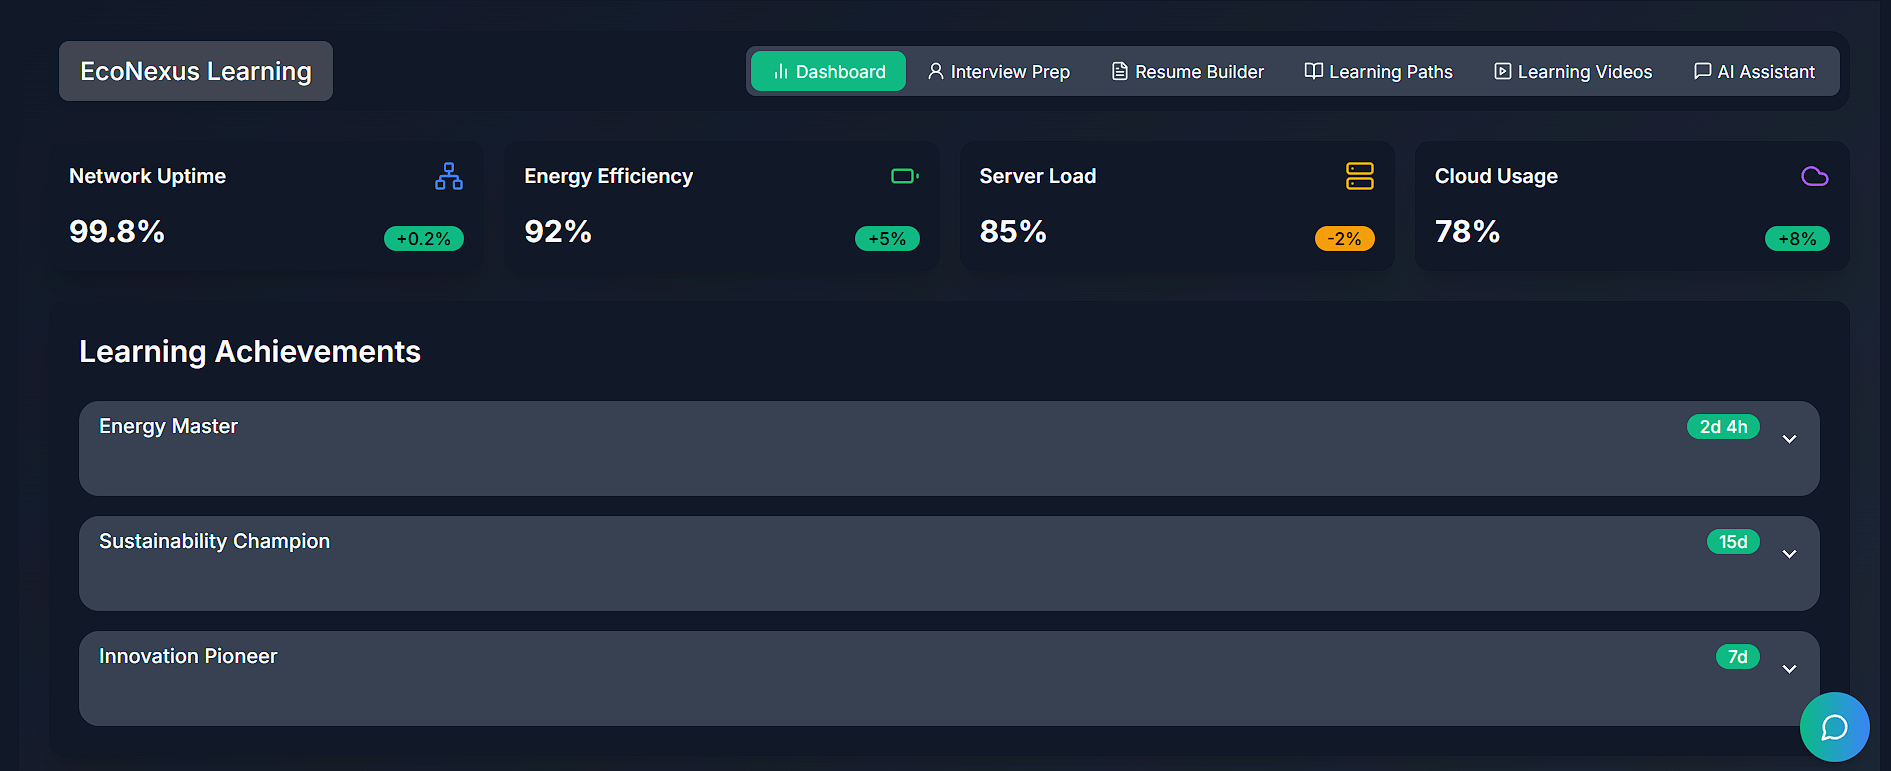 EcoNexus Learning
Dashboard
Interview Prep
Resume Builder
Learning Paths
Learning Videos
AI Assistant
Network Uptime
99.8%
+0.2%
Energy Efficiency
92%
+5%
Server Load
85%
-2%
Cloud Usage
78%
+8%
Learning Achievements
Energy Master
2d 4h
Sustainability Champion
15d
Innovation Pioneer
7d